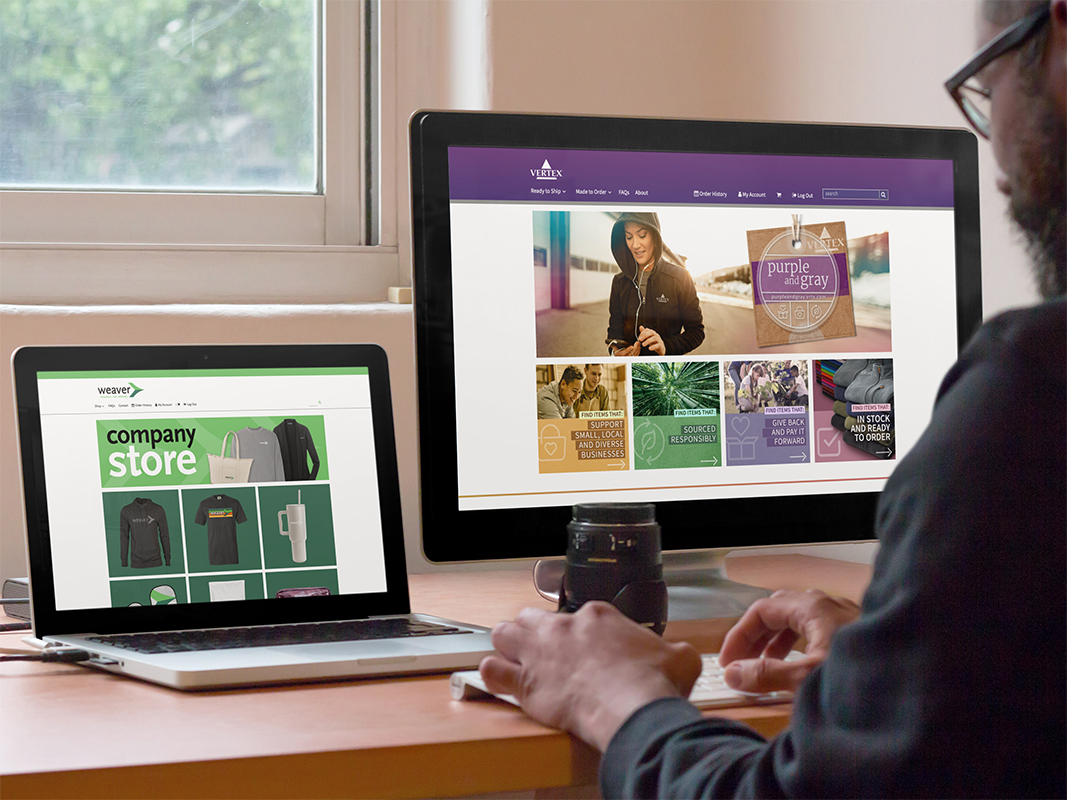 weaver
Shop
FAQs
Contact
Order History
My Account
Log Out
company
store
weaver
VERTEX
Ready to Ship
Made to Order
FAQs
About
Order History
My Account
Log Out
search
VERTEX
VERTEX
purple
and gray
purpleandgray.vrtx.com
FIND ITEMS THAT:
SUPPORT
SMALL, LOCAL
AND DIVERSE
BUSINESSES
FIND ITEMS THAT:
SOURCED
RESPONSIBLY
FIND ITEMS THAT:
GIVE BACK
AND PAY IT
FORWARD
FIND ITEMS THAT:
IN STOCK
AND READY
TO ORDER